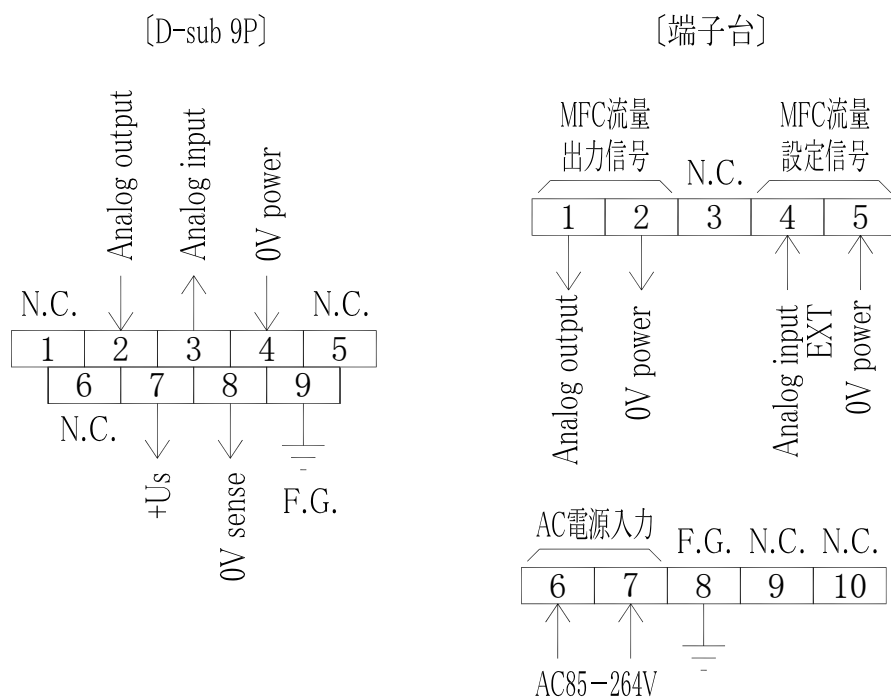 〔D-sub 9P〕
Analog output
Analog input
0V power
N.C.
N.C.
1 2 3 4 5
6 7 8 9
N.C.
+Us
0V sense
F.G.
〔端子台〕
MFC流量
出力信号
N.C.
MFC流量
設定信号
1 2 3 4 5
Analog output
0V power
Analog input
EXT
0V power
AC電源入力
F.G. N.C. N.C.
6 7 8 9 10
AC85-264V